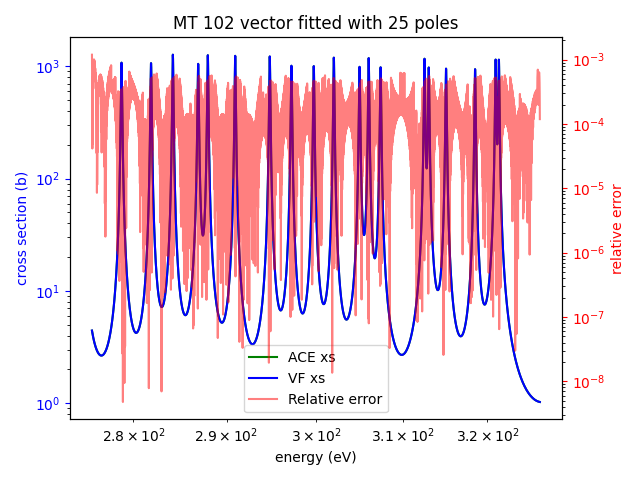 MT 102 vector fitted with 25 poles
10³
10²
10¹
10⁰
cross section (b)
10⁻³
10⁻⁴
10⁻⁵
10⁻⁶
10⁻⁷
10⁻⁸
relative error
ACE xs
VF xs
Relative error
2.8 × 10² 2.9 × 10² 3 × 10² 3.1 × 10² 3.2 × 10²
energy (eV)